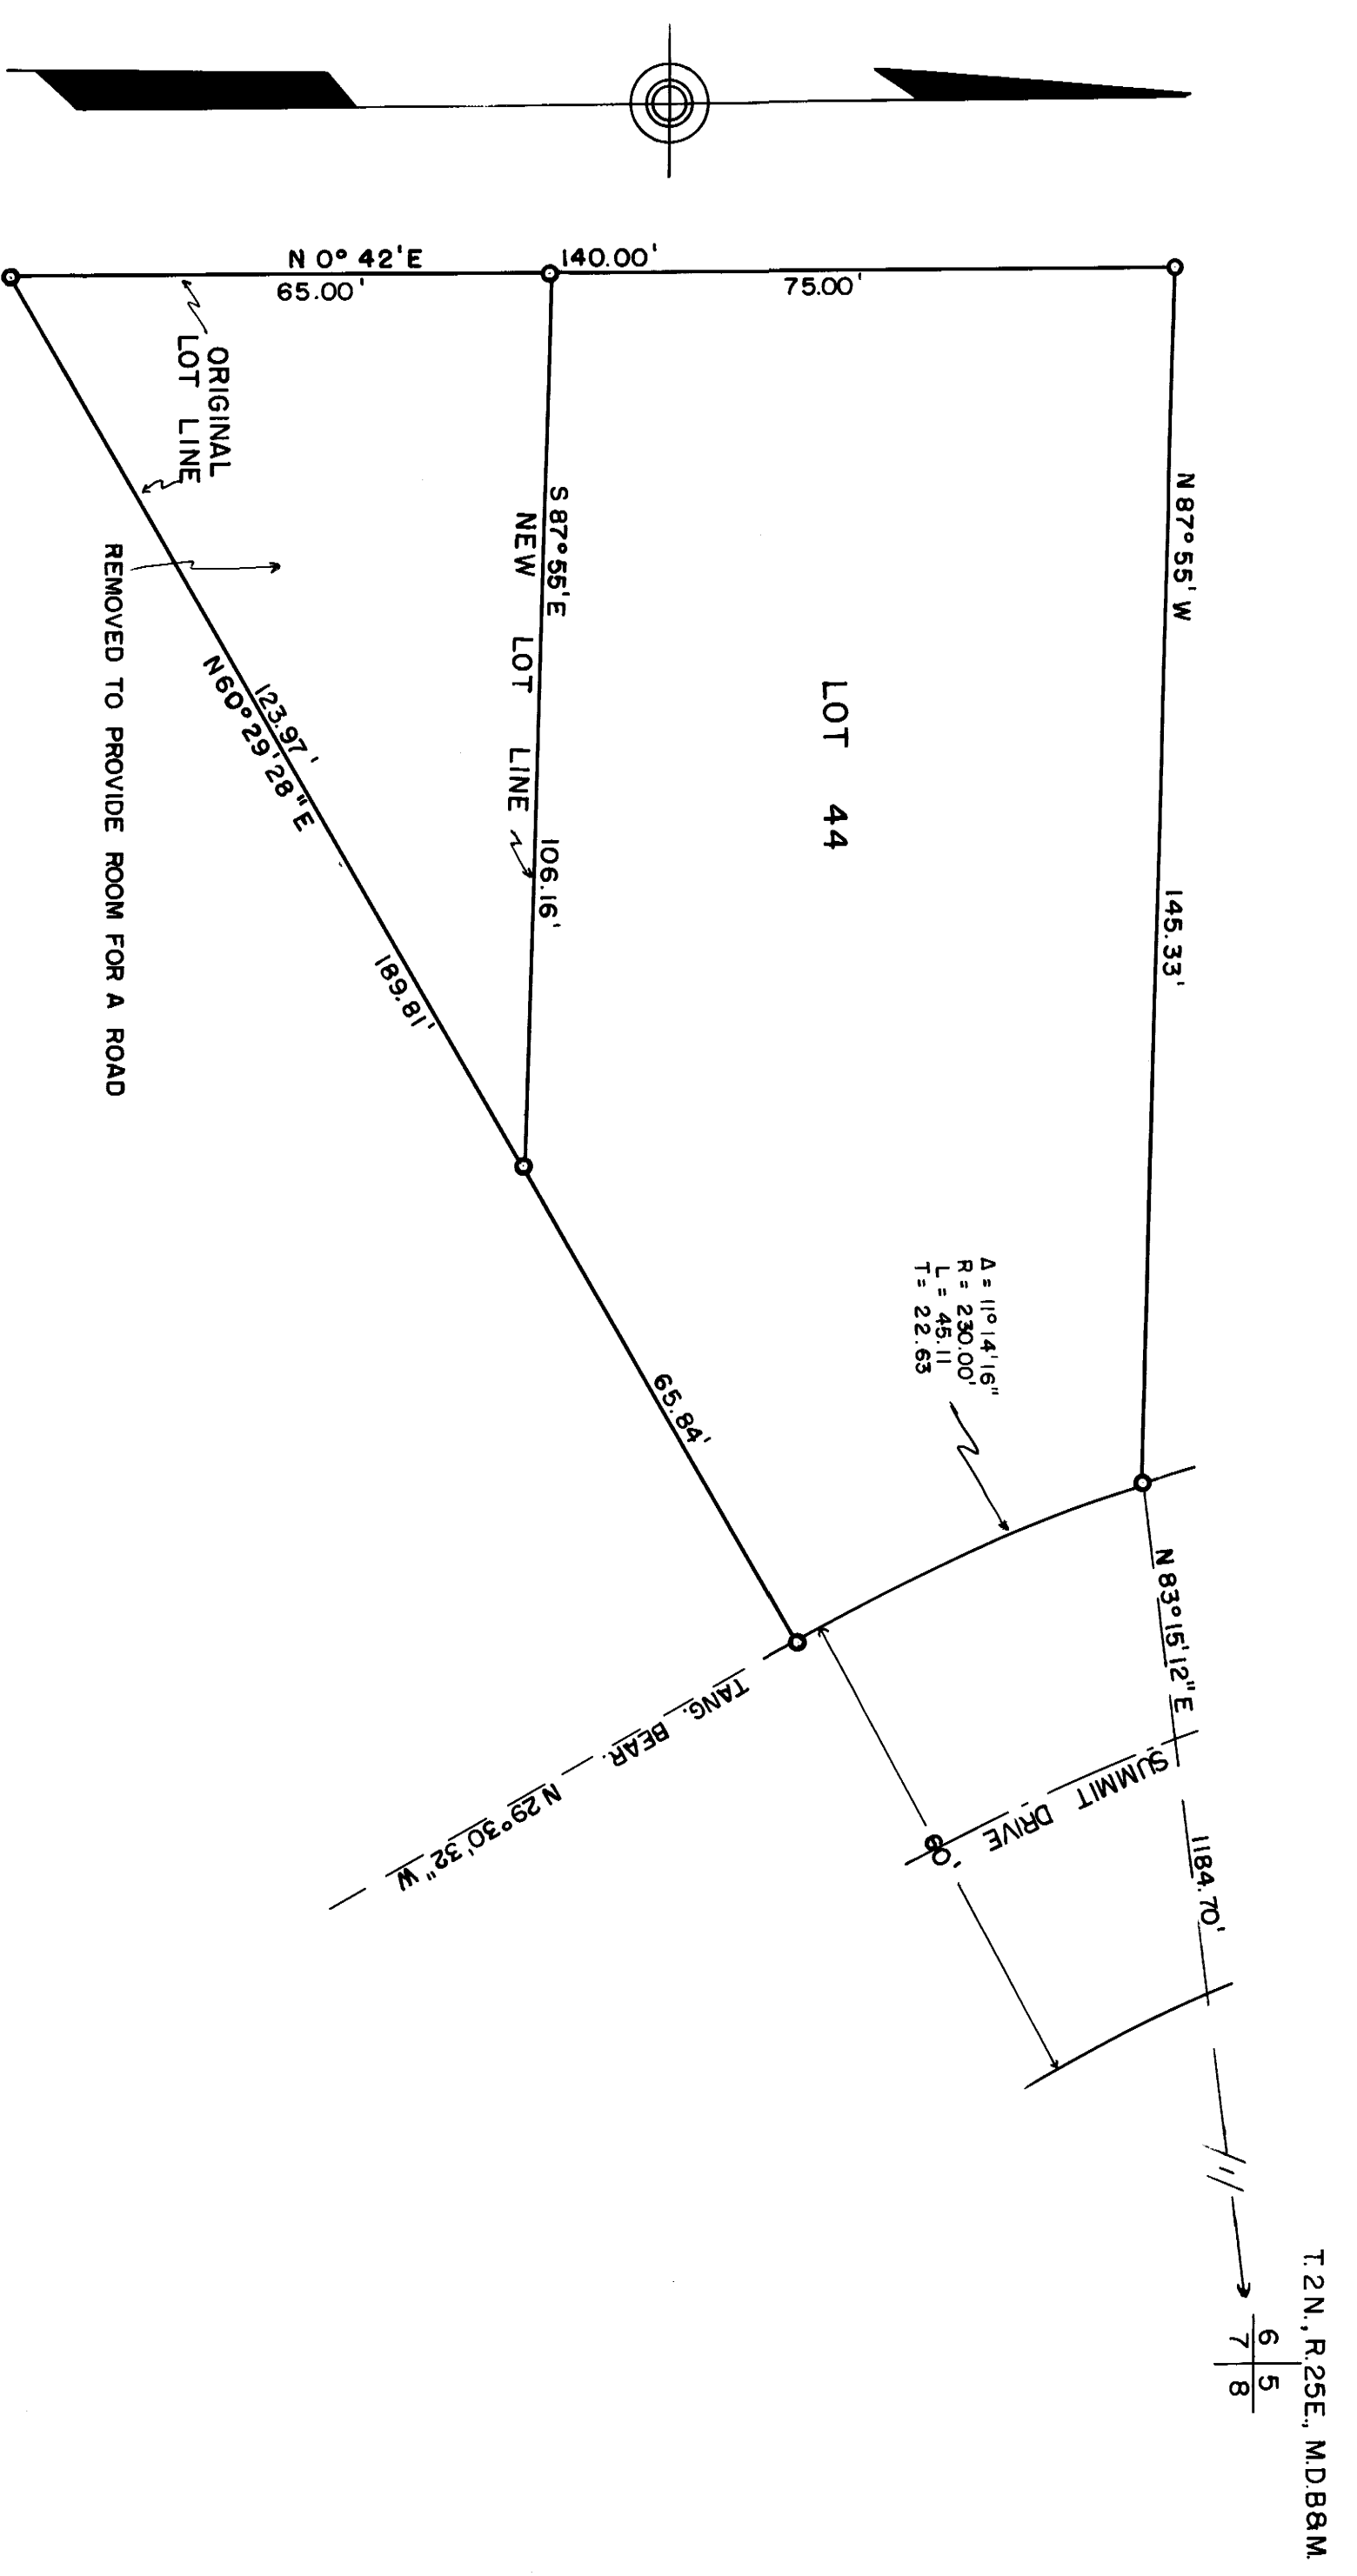 T. 2 N., R. 25 E., M.D.B & M.
6 5
7 8
N 87° 55' W
145.33'
N 83° 15' 12" E
1184.70'
SUMMIT DRIVE
60'
Δ = 11° 14' 16"
R = 230.00'
L = 45.11
T = 22.63
LOT 44
75.00'
140.00'
N 0° 42' E
65.00'
S 87° 55' E
106.16'
NEW LOT LINE
65.84'
TANG. BEAR. N 29° 30' 32" W
ORIGINAL
LOT LINE
123.97'
N 60° 29' 28" E
189.81'
REMOVED TO PROVIDE ROOM FOR A ROAD